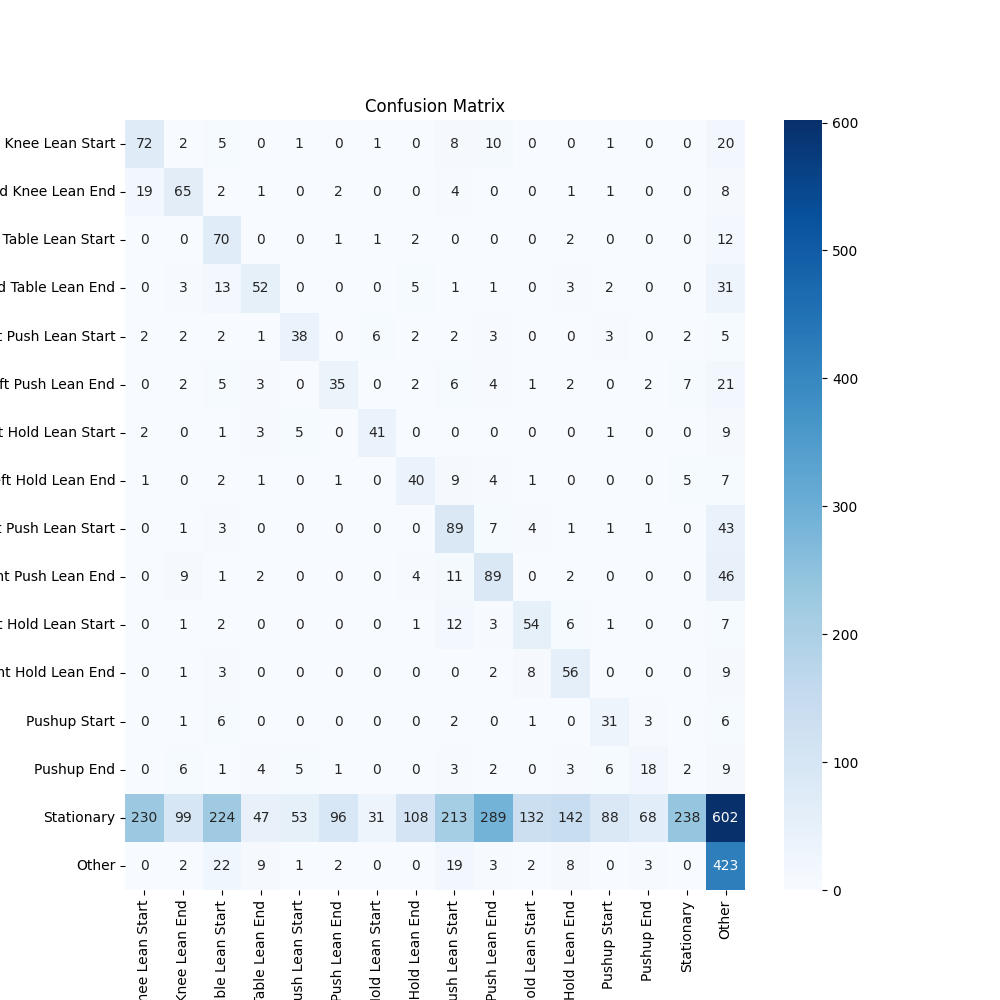 Confusion Matrix
Knee Lean Start 72 2 5 0 1 0 1 0 8 10 0 0 1 0 0 20
d Knee Lean End 19 65 2 1 0 2 0 0 4 0 0 1 1 0 0 8
Table Lean Start 0 0 70 0 0 1 1 2 0 0 0 2 0 0 0 12
d Table Lean End 0 3 13 52 0 0 0 5 1 1 0 3 2 0 0 31
t Push Lean Start 2 2 2 1 38 0 6 2 2 3 0 0 3 0 2 5
ft Push Lean End 0 2 5 3 0 35 0 2 6 4 1 2 0 2 7 21
t Hold Lean Start 2 0 1 3 5 0 41 0 0 0 0 0 1 0 0 9
ft Hold Lean End 1 0 2 1 0 1 0 40 9 4 1 0 0 0 5 7
t Push Lean Start 0 1 3 0 0 0 0 0 89 7 4 1 1 1 0 43
ht Push Lean End 0 9 1 2 0 0 0 4 11 89 0 2 0 0 0 46
t Hold Lean Start 0 1 2 0 0 0 0 1 12 3 54 6 1 0 0 7
ht Hold Lean End 0 1 3 0 0 0 0 0 0 2 8 56 0 0 0 9
Pushup Start 0 1 6 0 0 0 0 0 2 0 1 0 31 3 0 6
Pushup End 0 6 1 4 5 1 0 0 3 2 0 3 6 18 2 9
Stationary 230 99 224 47 53 96 31 108 213 289 132 142 88 68 238 602
Other 0 2 22 9 1 2 0 0 19 3 2 8 0 3 0 423
nee Lean Start
Knee Lean End
ble Lean Start
Table Lean End
ush Lean Start
Push Lean End
old Lean Start
Hold Lean End
ush Lean Start
Push Lean End
old Lean Start
Hold Lean End
Pushup Start
Pushup End
Stationary
Other
600
500
400
300
200
100
0